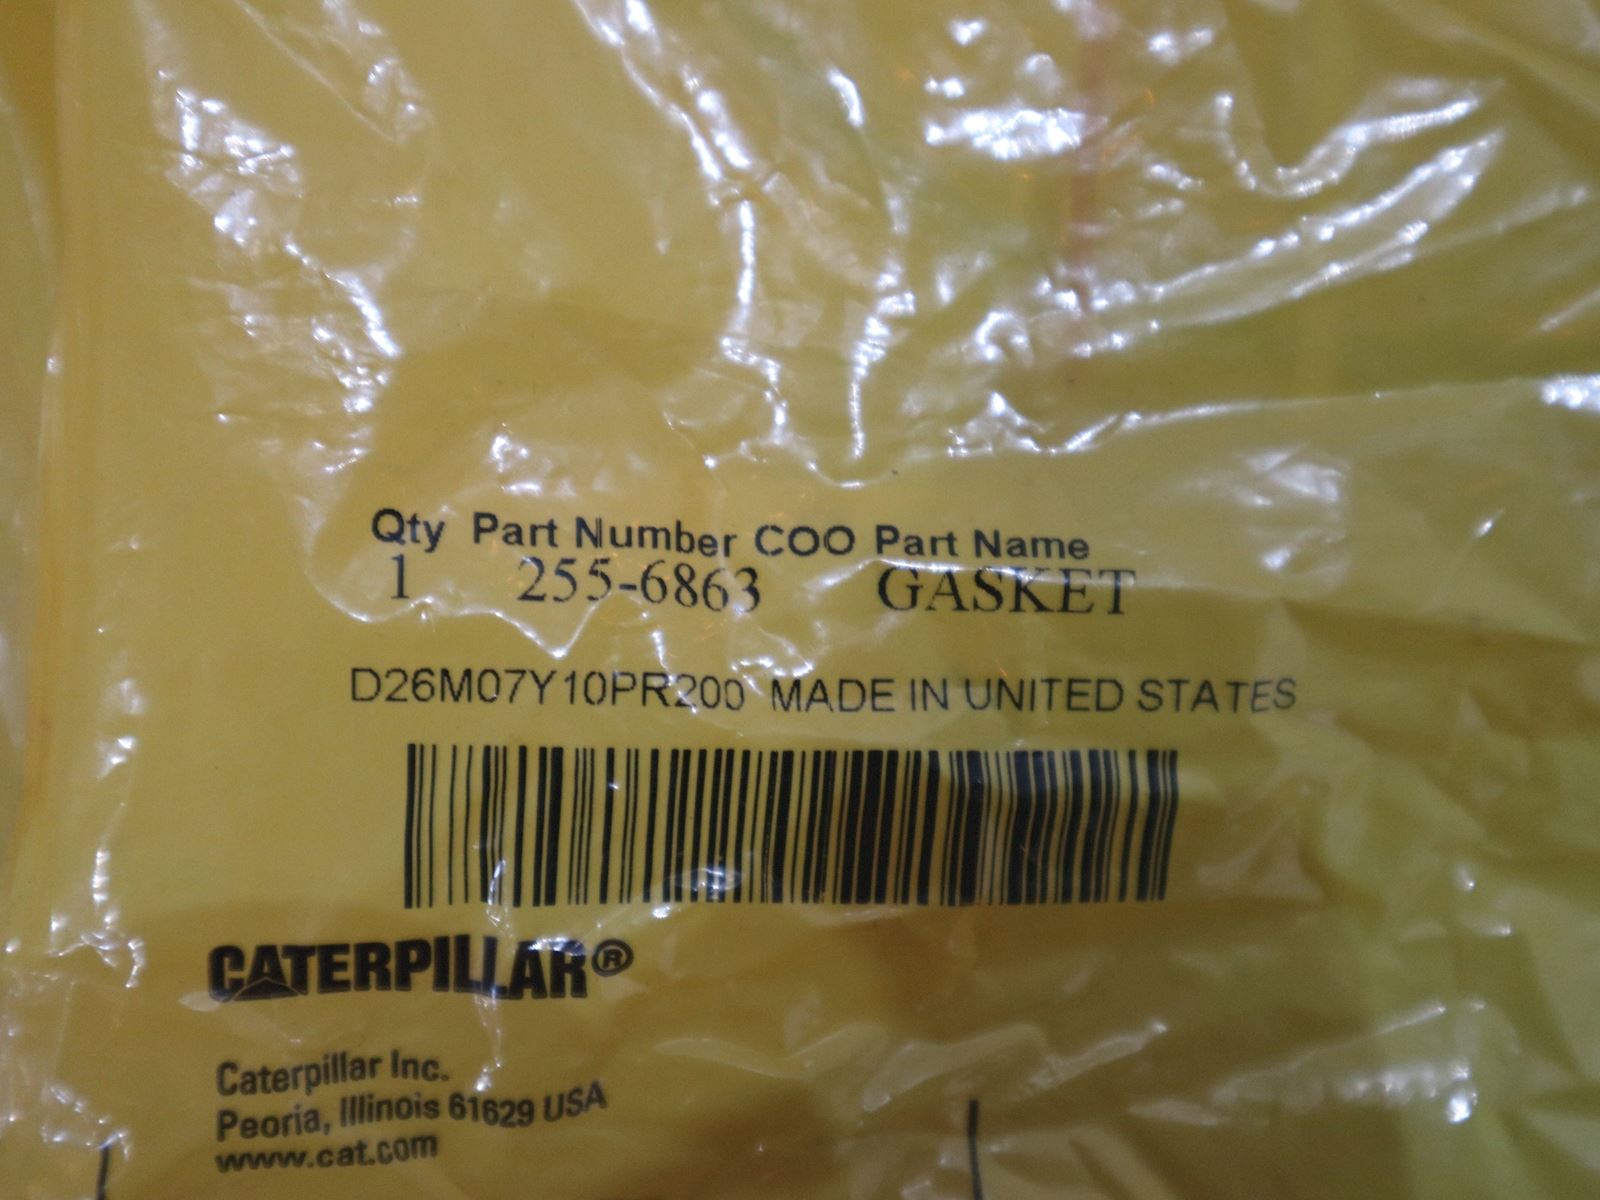 Qty Part Number COO Part Name
1 255-6863 GASKET
D26M07Y10PR200 MADE IN UNITED STATES
CATERPILLAR®
Caterpillar Inc.
Peoria, Illinois 61629 USA
www.cat.com